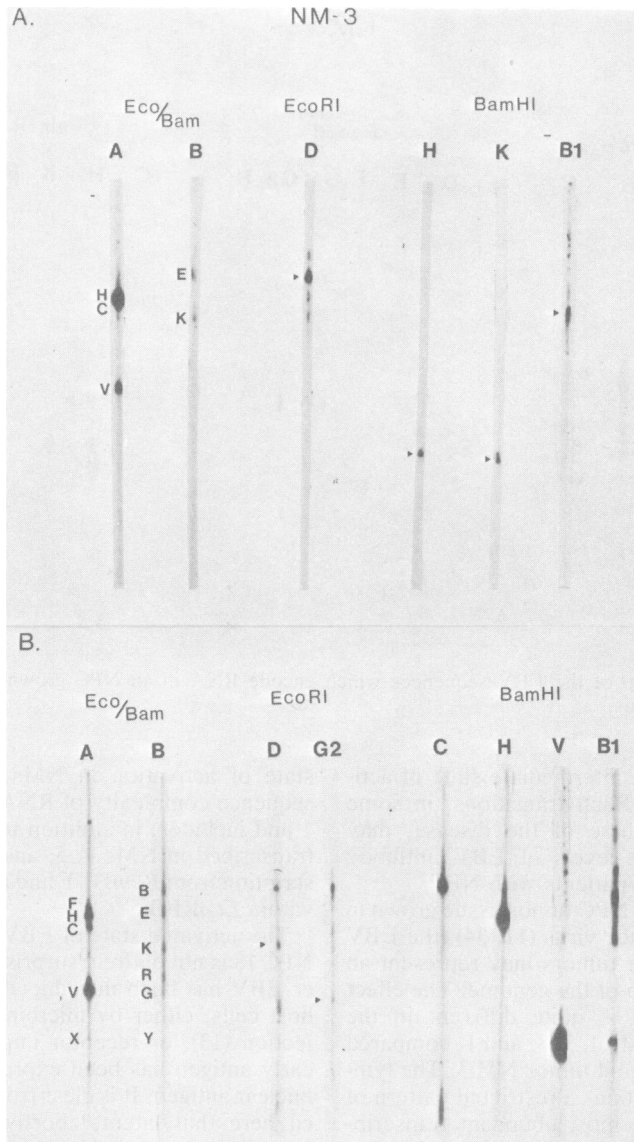 A. NM-3
Eco/Bam EcoRI BamHI
A B D H K B1
E
H
C K
V
B.
Eco/Bam EcoRI BamHI
A B D G2 C H V B1
B
F
H E
C
K
R
V G
X Y